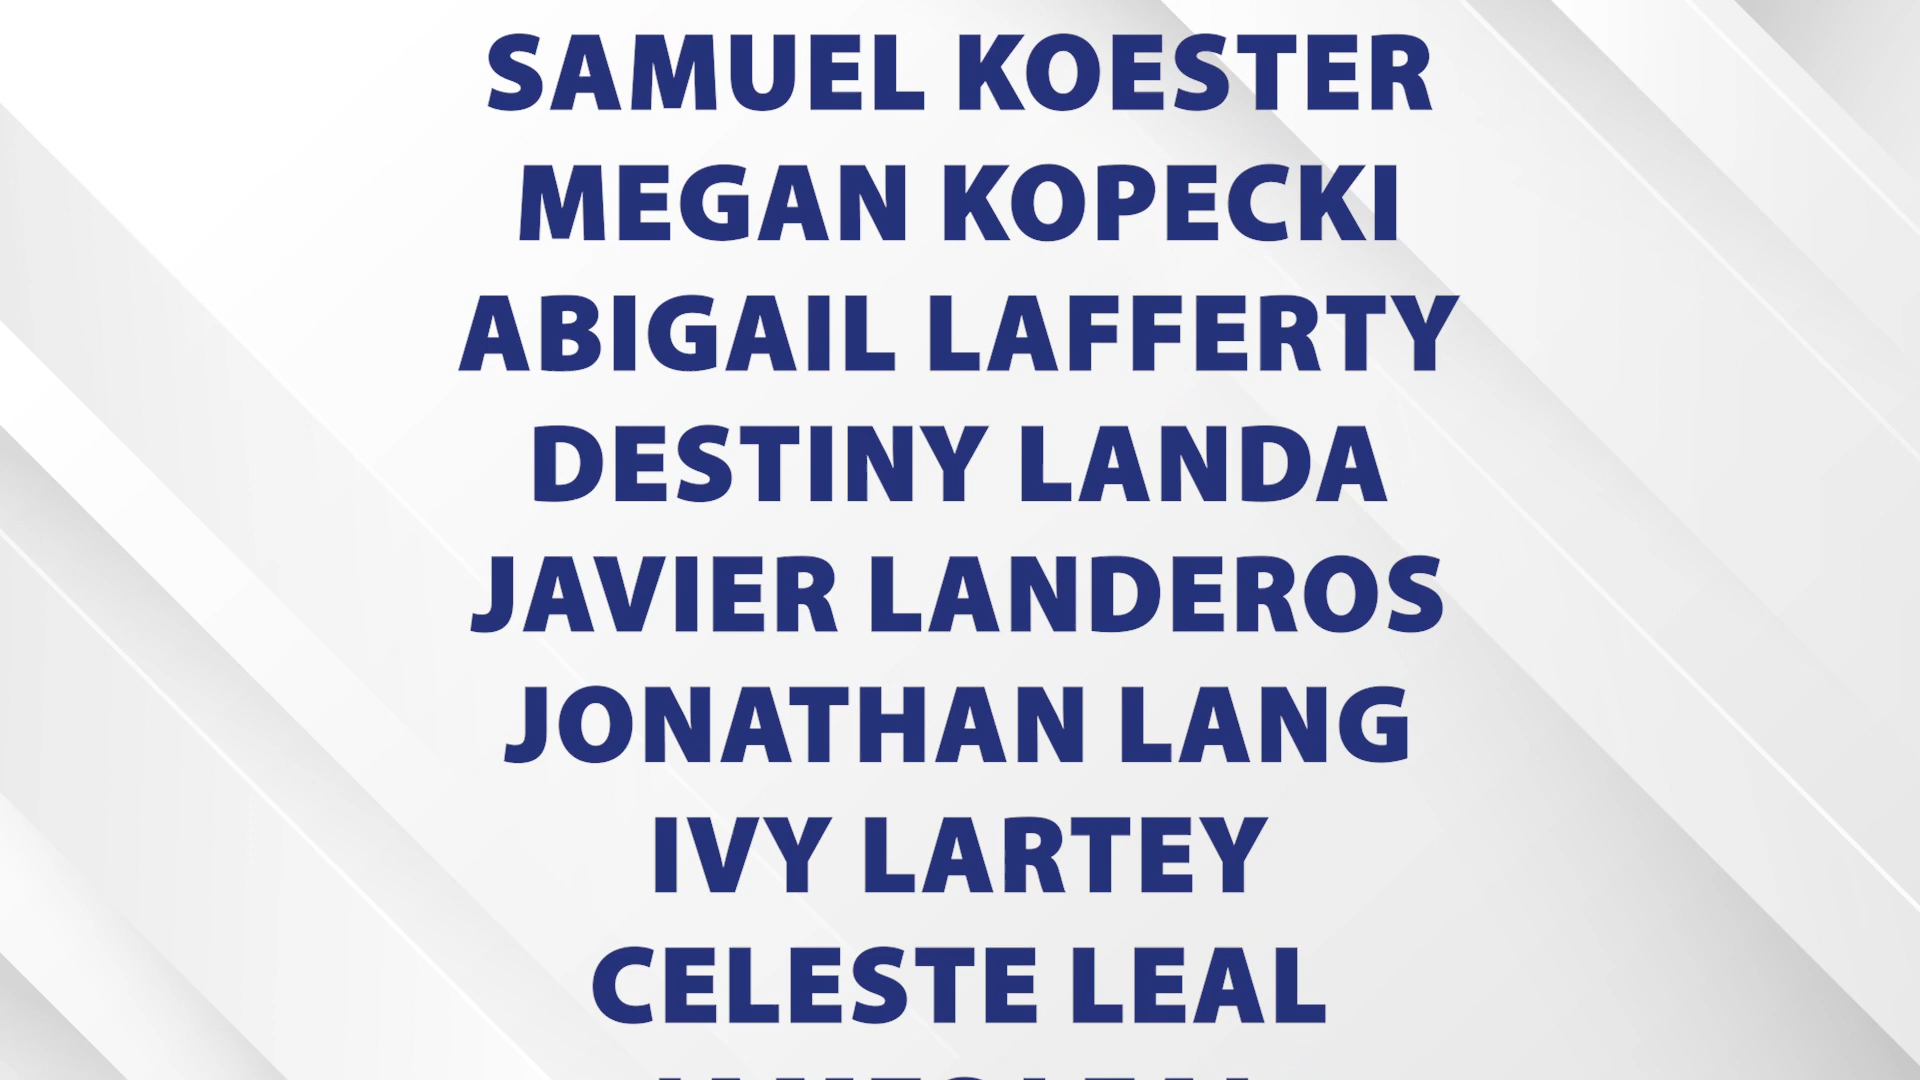 SAMUEL KOESTER
MEGAN KOPECKI
ABIGAIL LAFFERTY
DESTINY LANDA
JAVIER LANDEROS
JONATHAN LANG
IVY LARTEY
CELESTE LEAL